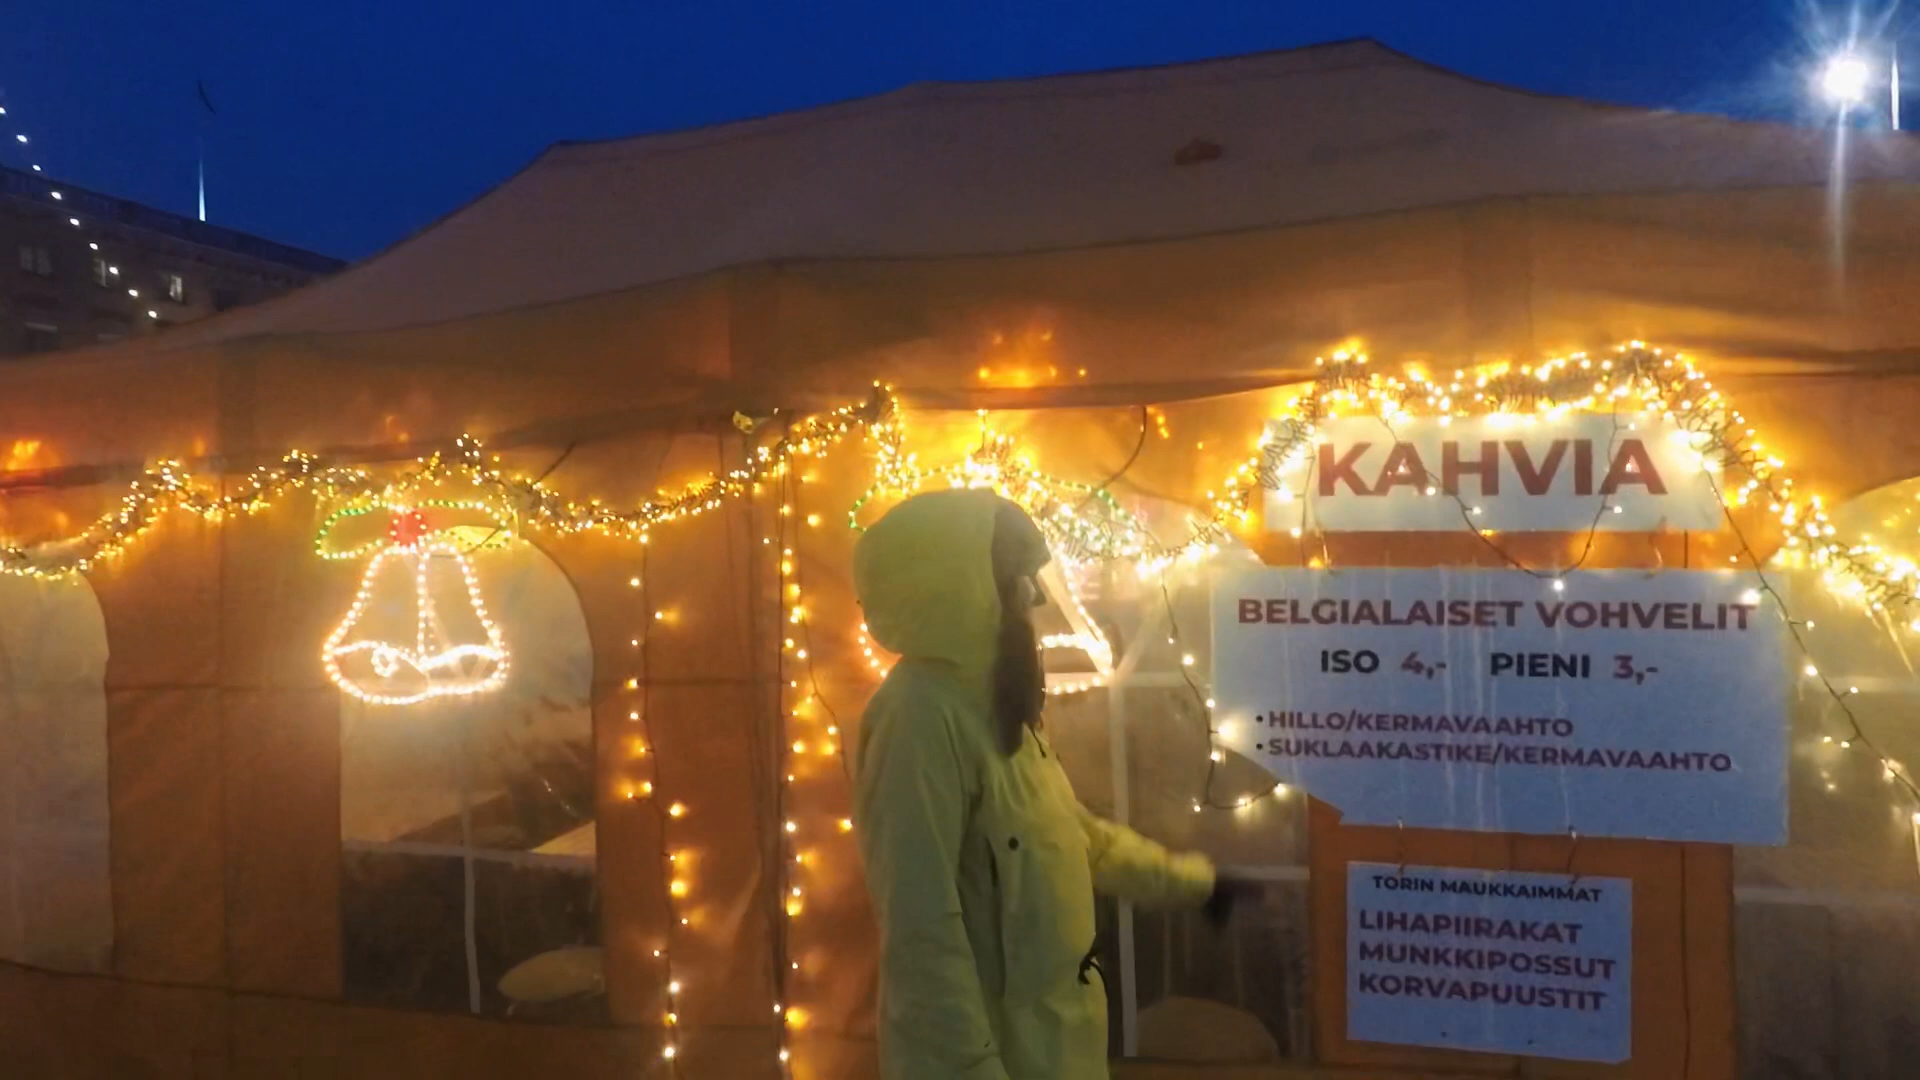 KAHVIA
BELGIALAISET VOHVELIT
ISO 4,- PIENI 3,-
• HILLO/KERMAVAAHTO
• SUKLAAKASTIKE/KERMAVAAHTO
TORIN MAUKKAIMMAT
LIHAPIIRAKAT
MUNKKIPOSSUT
KORVAPUUSTIT